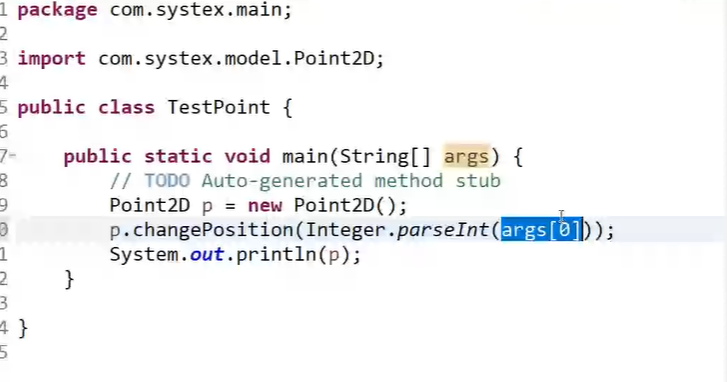 1 package com.systex.main;
2
3 import com.systex.model.Point2D;
4
5 public class TestPoint {
6
7 public static void main(String[] args) {
8 // TODO Auto-generated method stub
9 Point2D p = new Point2D();
0 p.changePosition(Integer.parseInt(args[0]));
1 System.out.println(p);
2 }
3
4 }
5